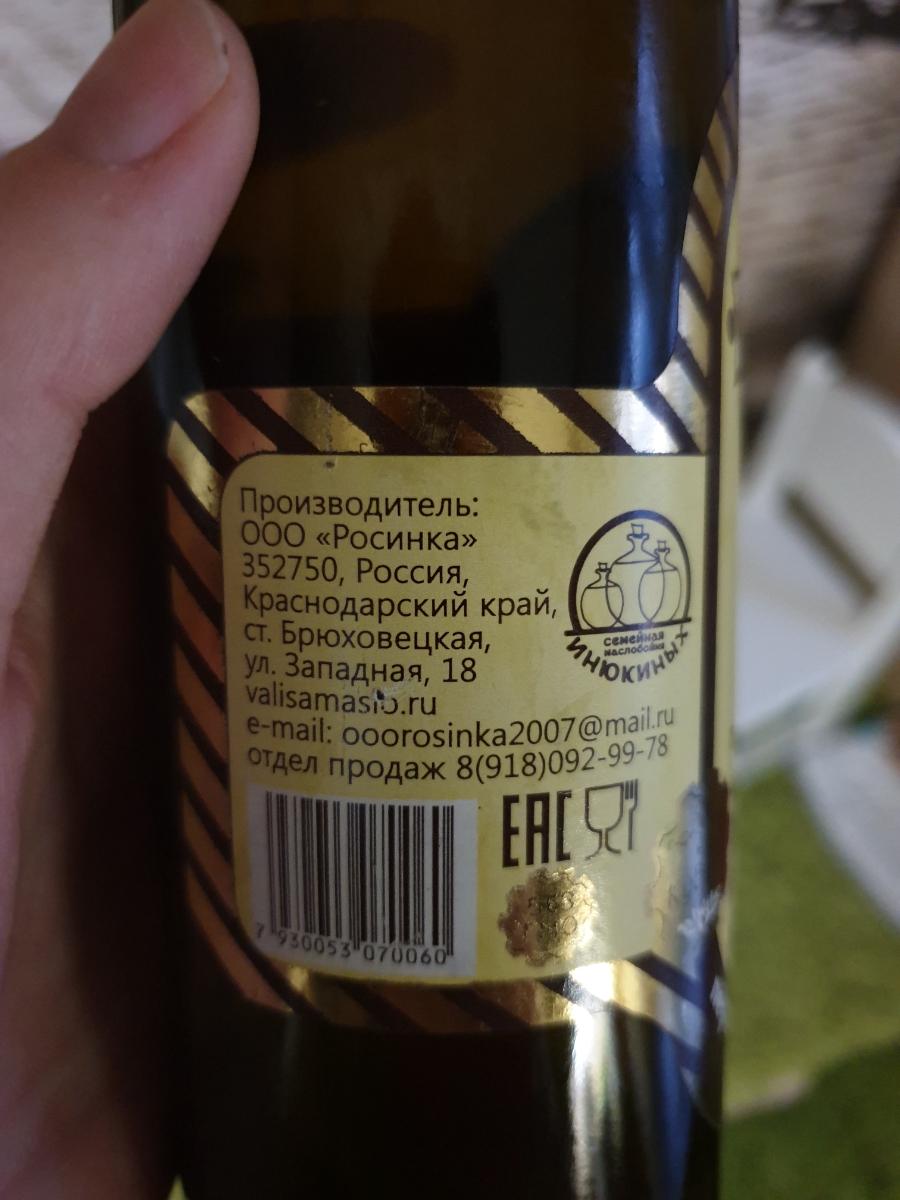 Производитель:
ООО «Росинка»
352750, Россия,
Краснодарский край,
ст. Брюховецкая,
ул. Западная, 18
valisamaslo.ru
e-mail: ooorosinka2007@mail.ru
отдел продаж 8(918)092-99-78
семейная
маслобойня
ИНЮКИНЫХ
EAC
7 930053 070060